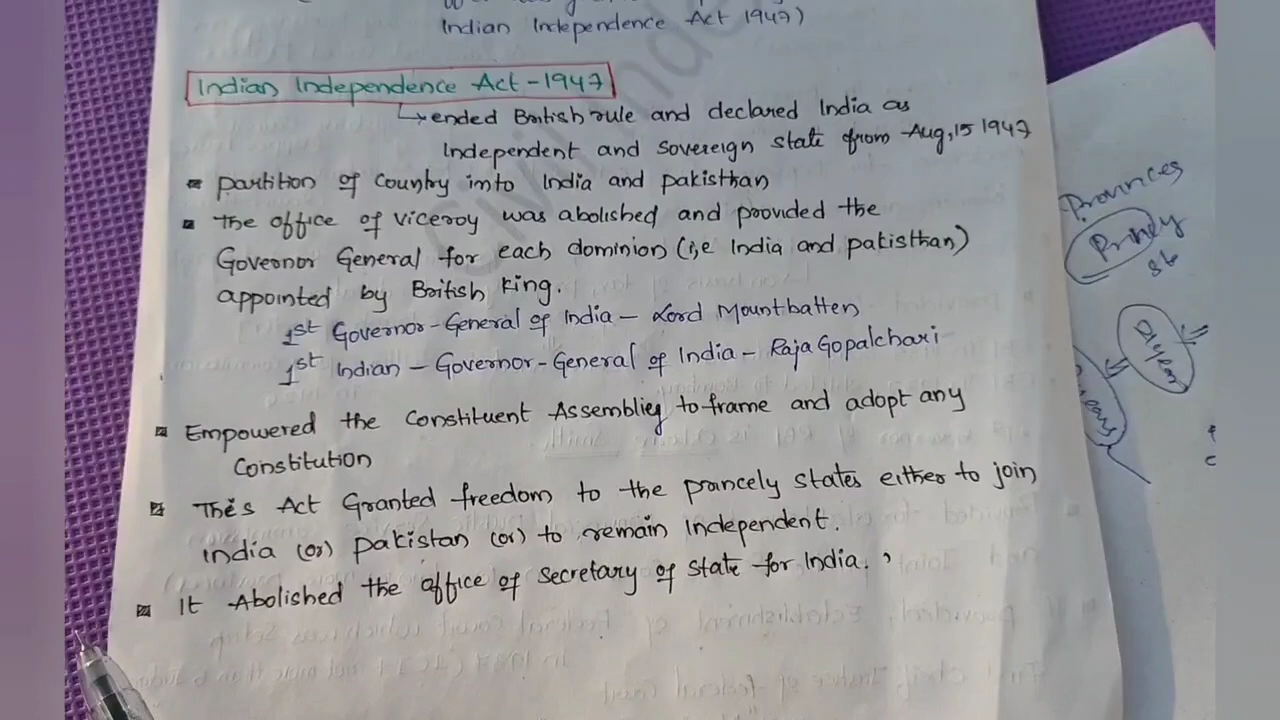 Indian Independence Act 1947)
Indian Independence Act - 1947
ended British rule and declared India as
Independent and sovereign state from Aug, 15 1947
partition of country into India and pakisthan
The office of viceroy was abolished and provided the
Governor General for each dominion (i,e India and pakisthan)
appointed by British king.
1st Governor-General of India - Lord Mountbatten
1st Indian - Governor-General of India - Raja Gopalchari
Empowered the Constituent Assemblies to frame and adopt any
Constitution
This Act Granted freedom to the princely states either to join
India (or) pakistan (or) to remain independent.
It Abolished the office of secretary of state for India.
Provinces